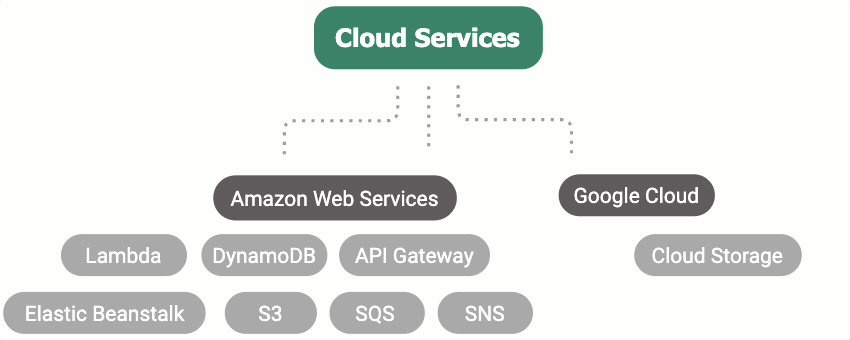 Cloud Services
Amazon Web Services
Google Cloud
Lambda
DynamoDB
API Gateway
Cloud Storage
Elastic Beanstalk
S3
SQS
SNS